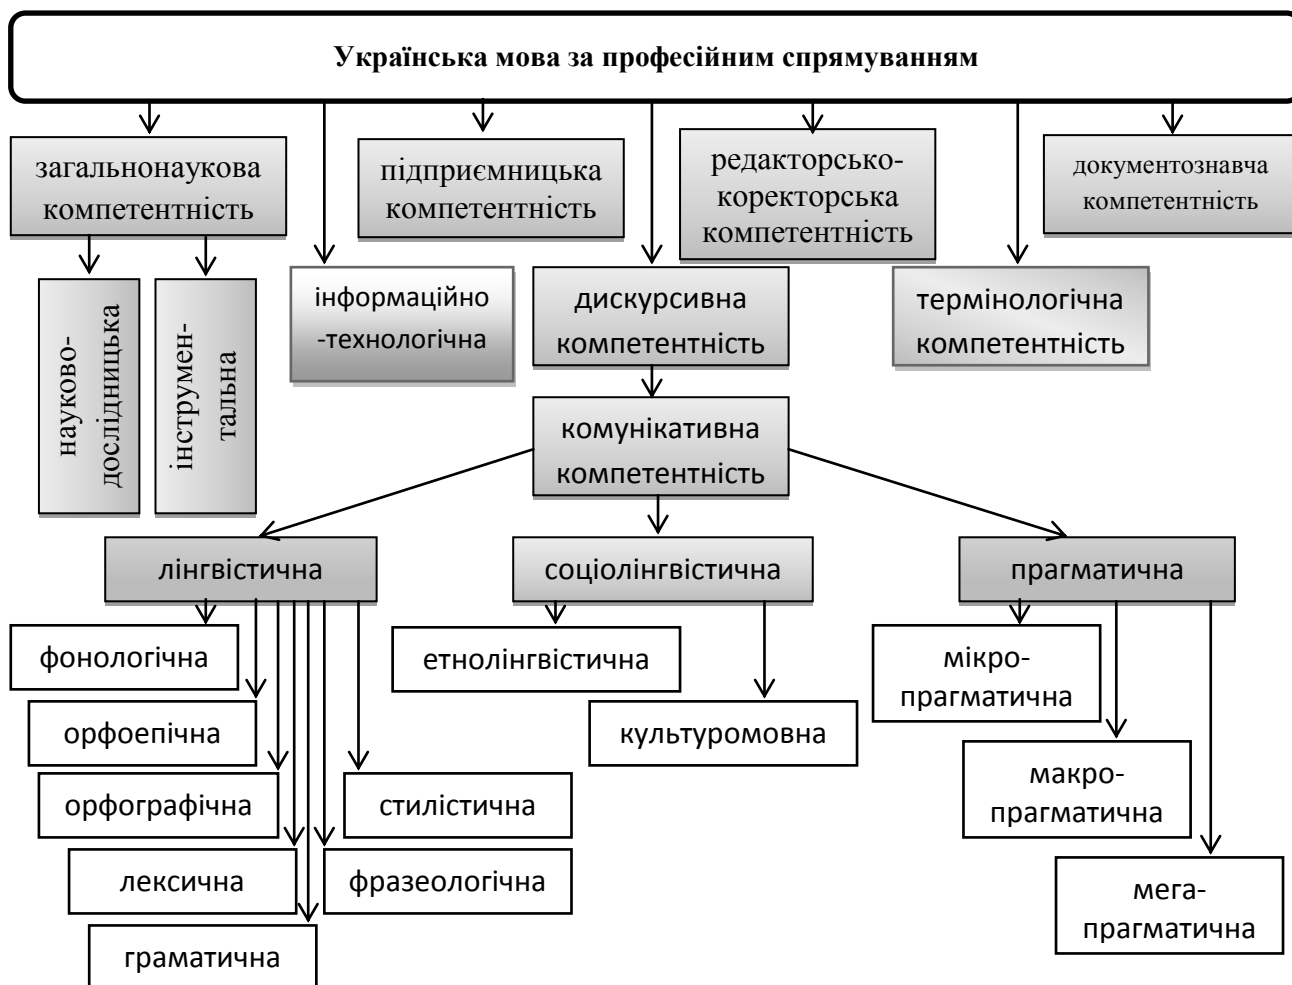 Українська мова за професійним спрямуванням
загальнонаукова
компетентність
підприємницька
компетентність
редакторсько-
коректорська
компетентність
документознавча
компетентність
науково-
дослідницька
інструмен-
тальна
інформаційно
-технологічна
дискурсивна
компетентність
термінологічна
компетентність
комунікативна
компетентність
лінгвістична
соціолінгвістична
прагматична
фонологічна
орфоепічна
орфографічна
лексична
граматична
стилістична
фразеологічна
етнолінгвістична
культуромовна
мікро-
прагматична
макро-
прагматична
мега-
прагматична